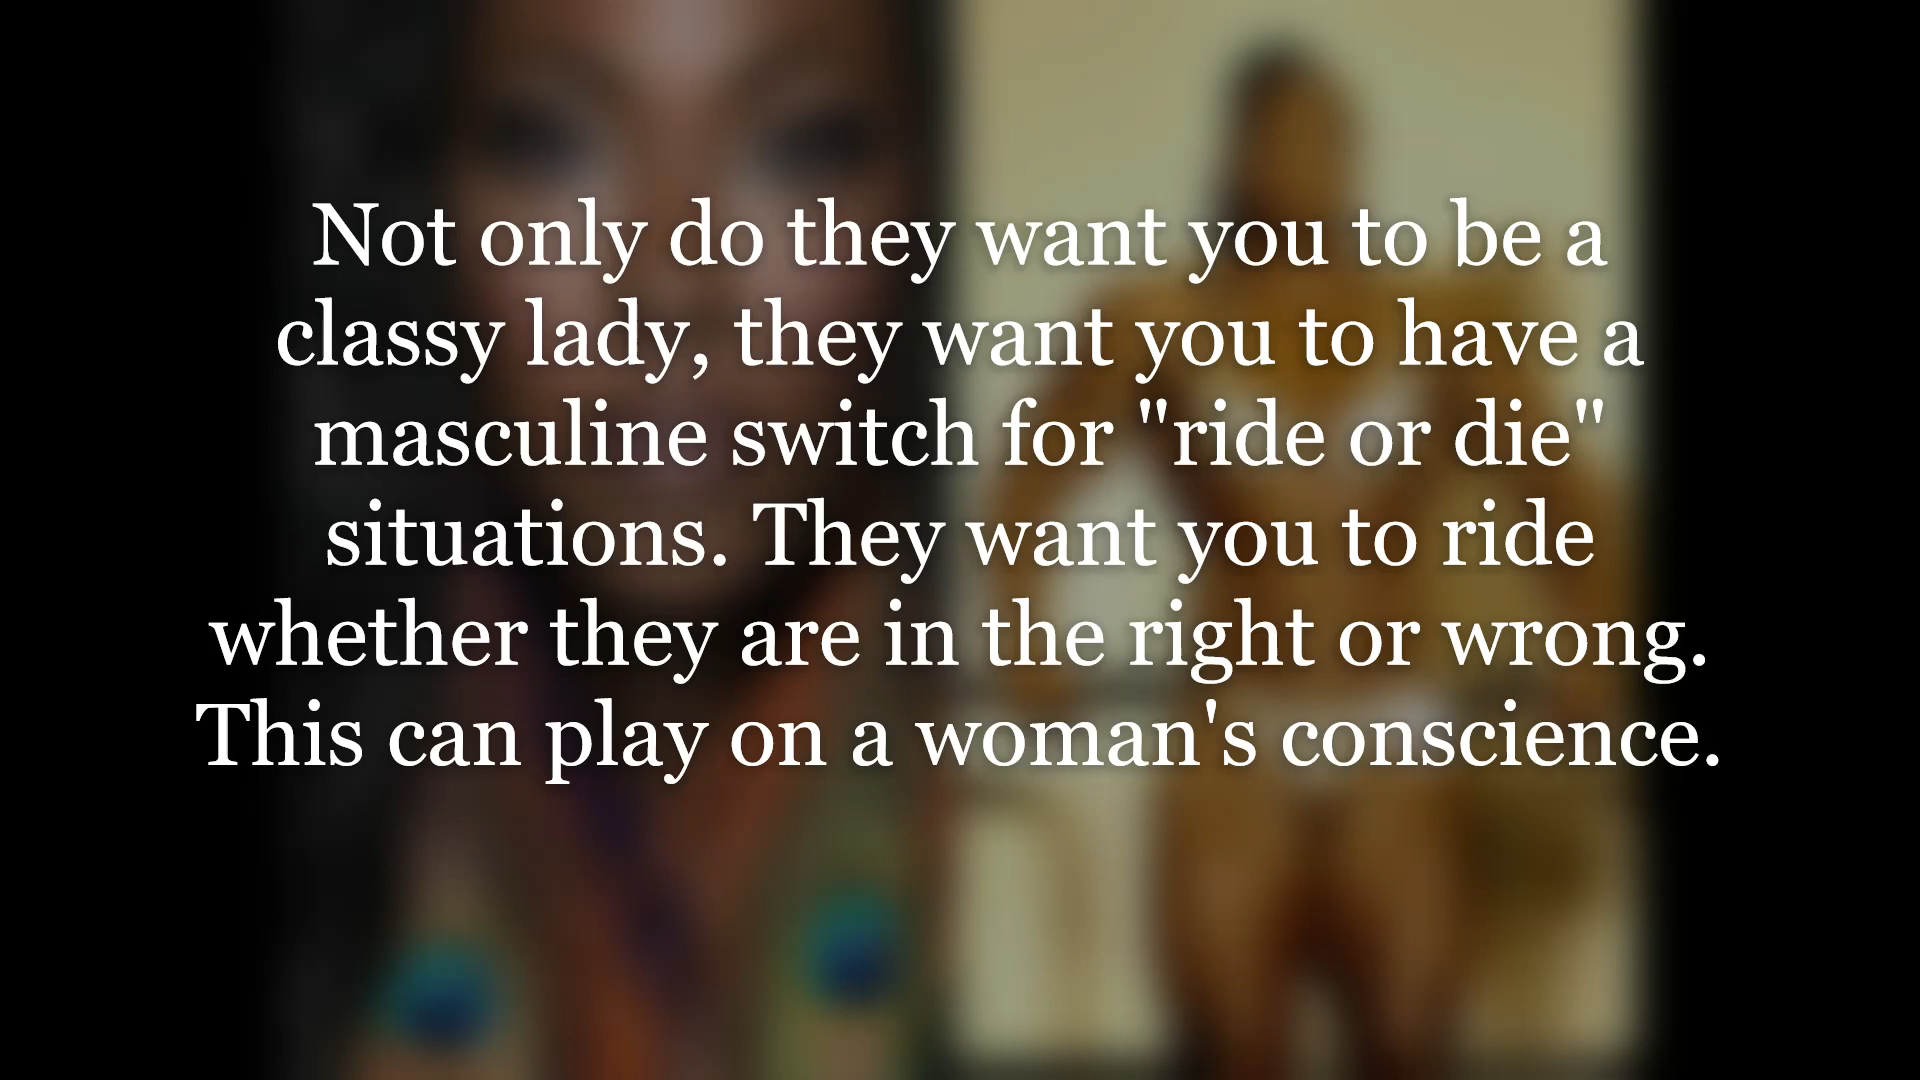 Not only do they want you to be a
classy lady, they want you to have a
masculine switch for "ride or die"
situations. They want you to ride
whether they are in the right or wrong.
This can play on a woman's conscience.